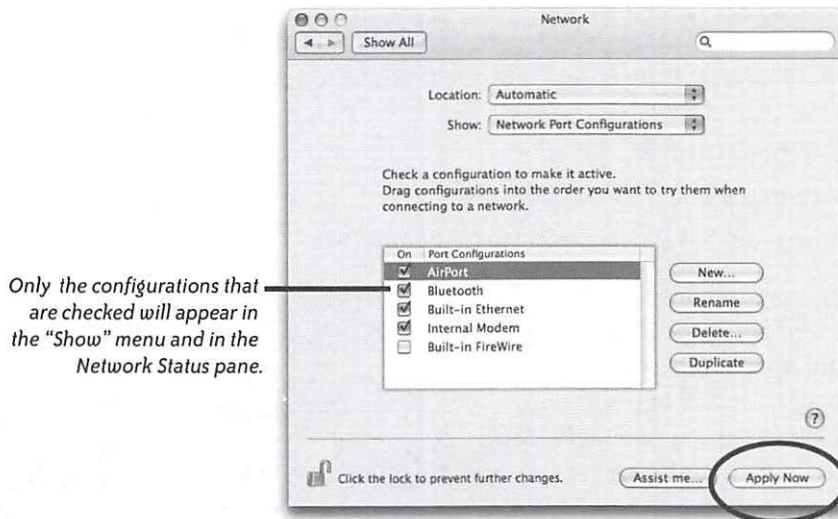 Network
Show All
Location: Automatic
Show: Network Port Configurations
Check a configuration to make it active.
Drag configurations into the order you want to try them when
connecting to a network.
On Port Configurations
AirPort
Bluetooth
Built-in Ethernet
Internal Modem
Built-in FireWire
New...
Rename
Delete...
Duplicate
Only the configurations that
are checked will appear in
the “Show” menu and in the
Network Status pane.
?
Click the lock to prevent further changes.
Assist me...
Apply Now